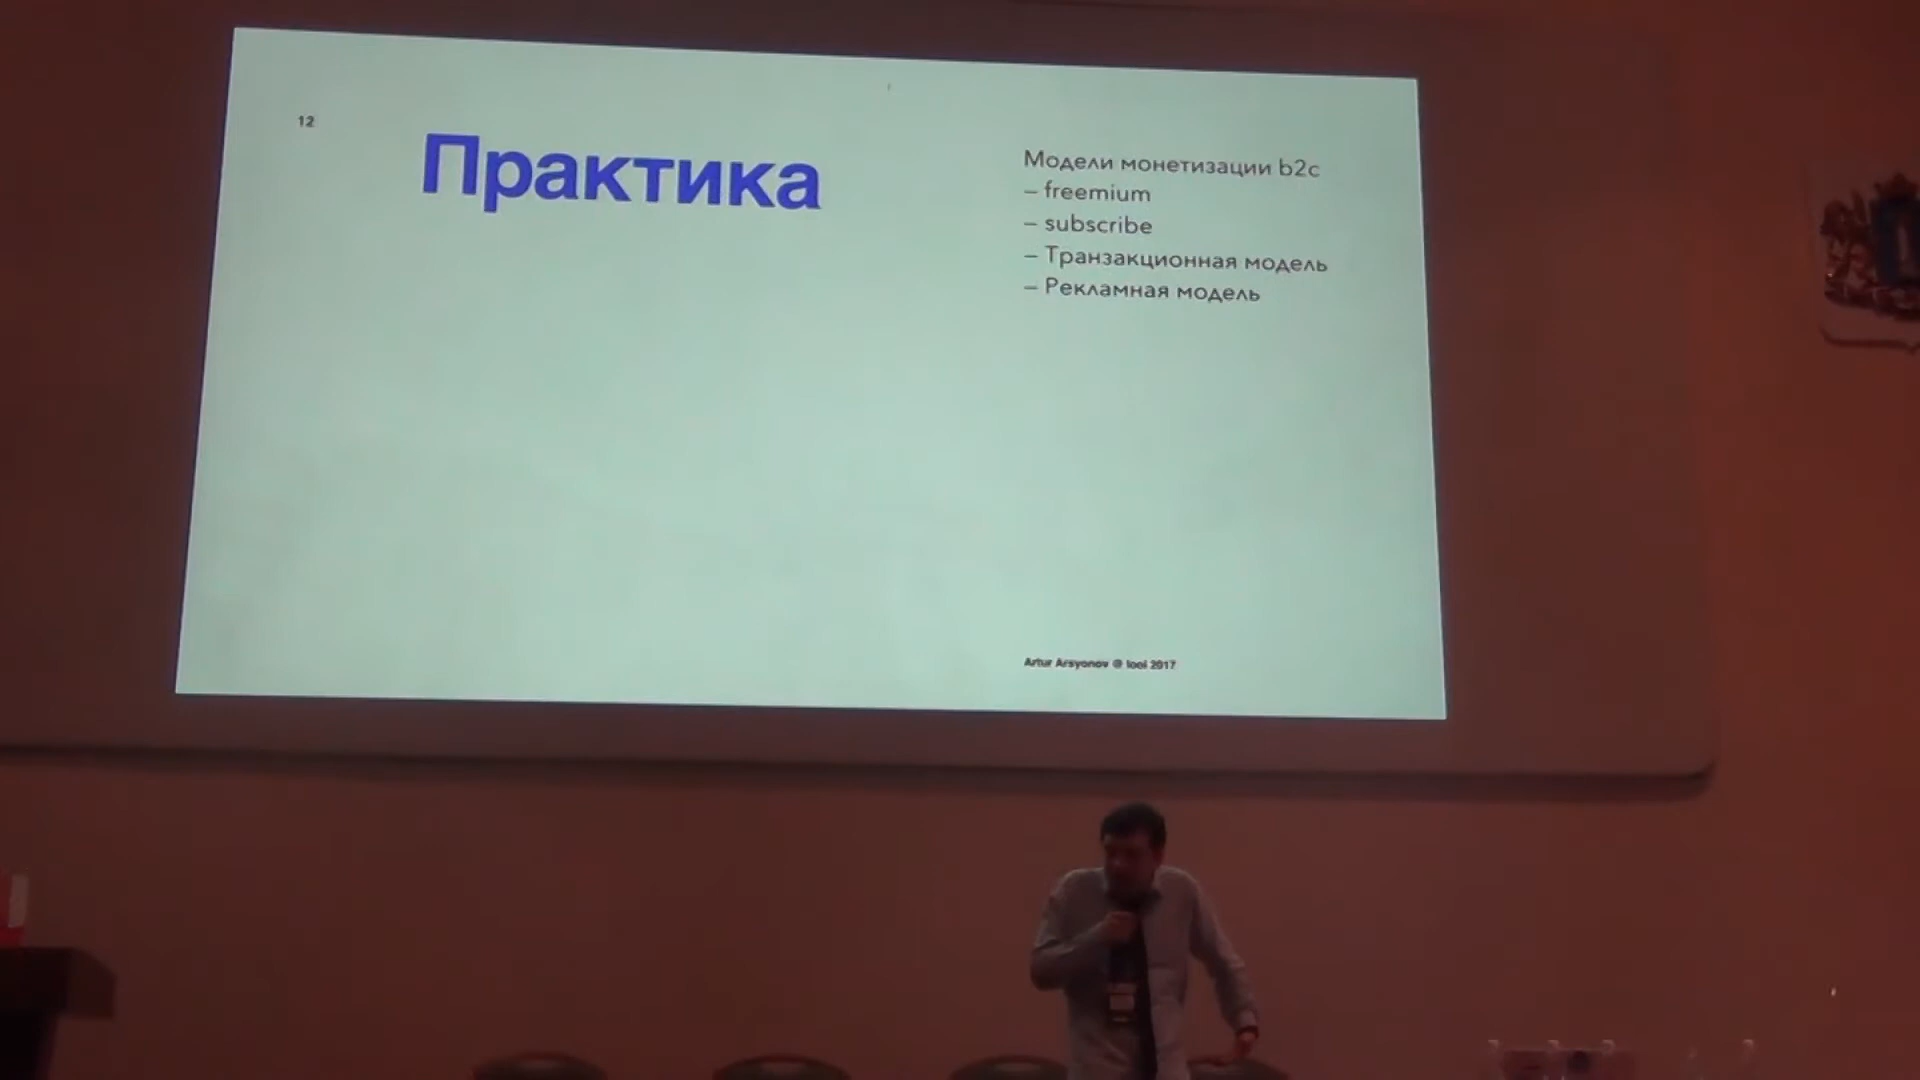 12
Практика
Модели монетизации b2c
– freemium
– subscribe
– Транзакционная модель
– Рекламная модель
Artur Arsyonov @ looi 2017